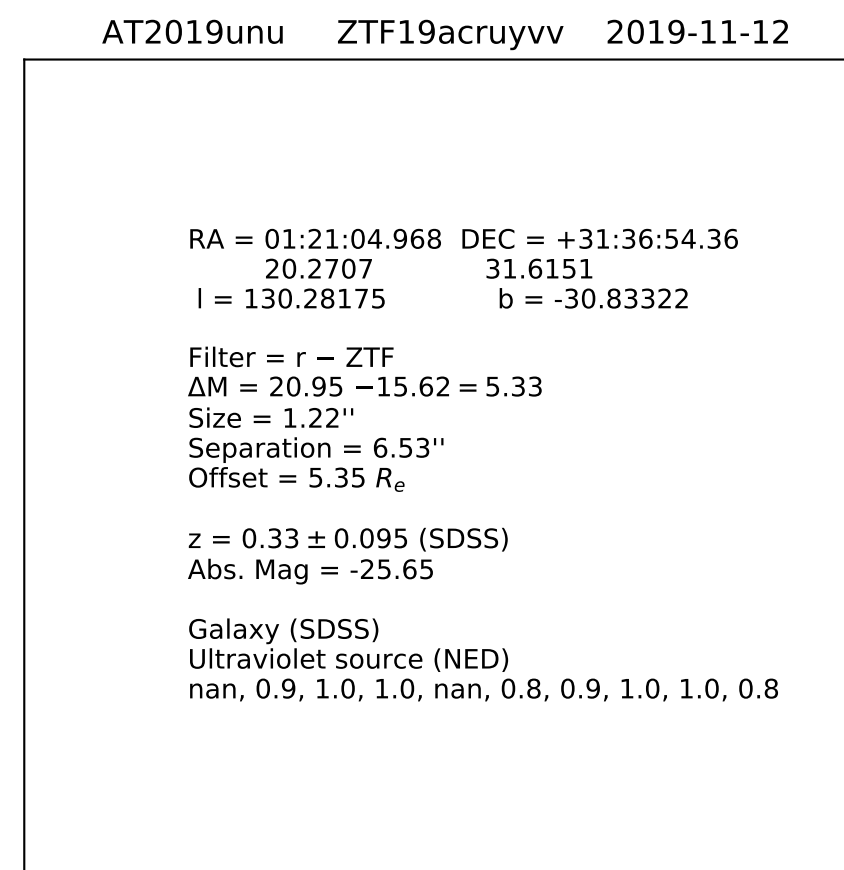 AT2019unu ZTF19acruyvv 2019-11-12
RA = 01:21:04.968 DEC = +31:36:54.36
20.2707 31.6151
l = 130.28175 b = -30.83322
Filter = r − ZTF
ΔM = 20.95 −15.62 = 5.33
Size = 1.22''
Separation = 6.53''
Offset = 5.35 Re
z = 0.33 ± 0.095 (SDSS)
Abs. Mag = -25.65
Galaxy (SDSS)
Ultraviolet source (NED)
nan, 0.9, 1.0, 1.0, nan, 0.8, 0.9, 1.0, 1.0, 0.8